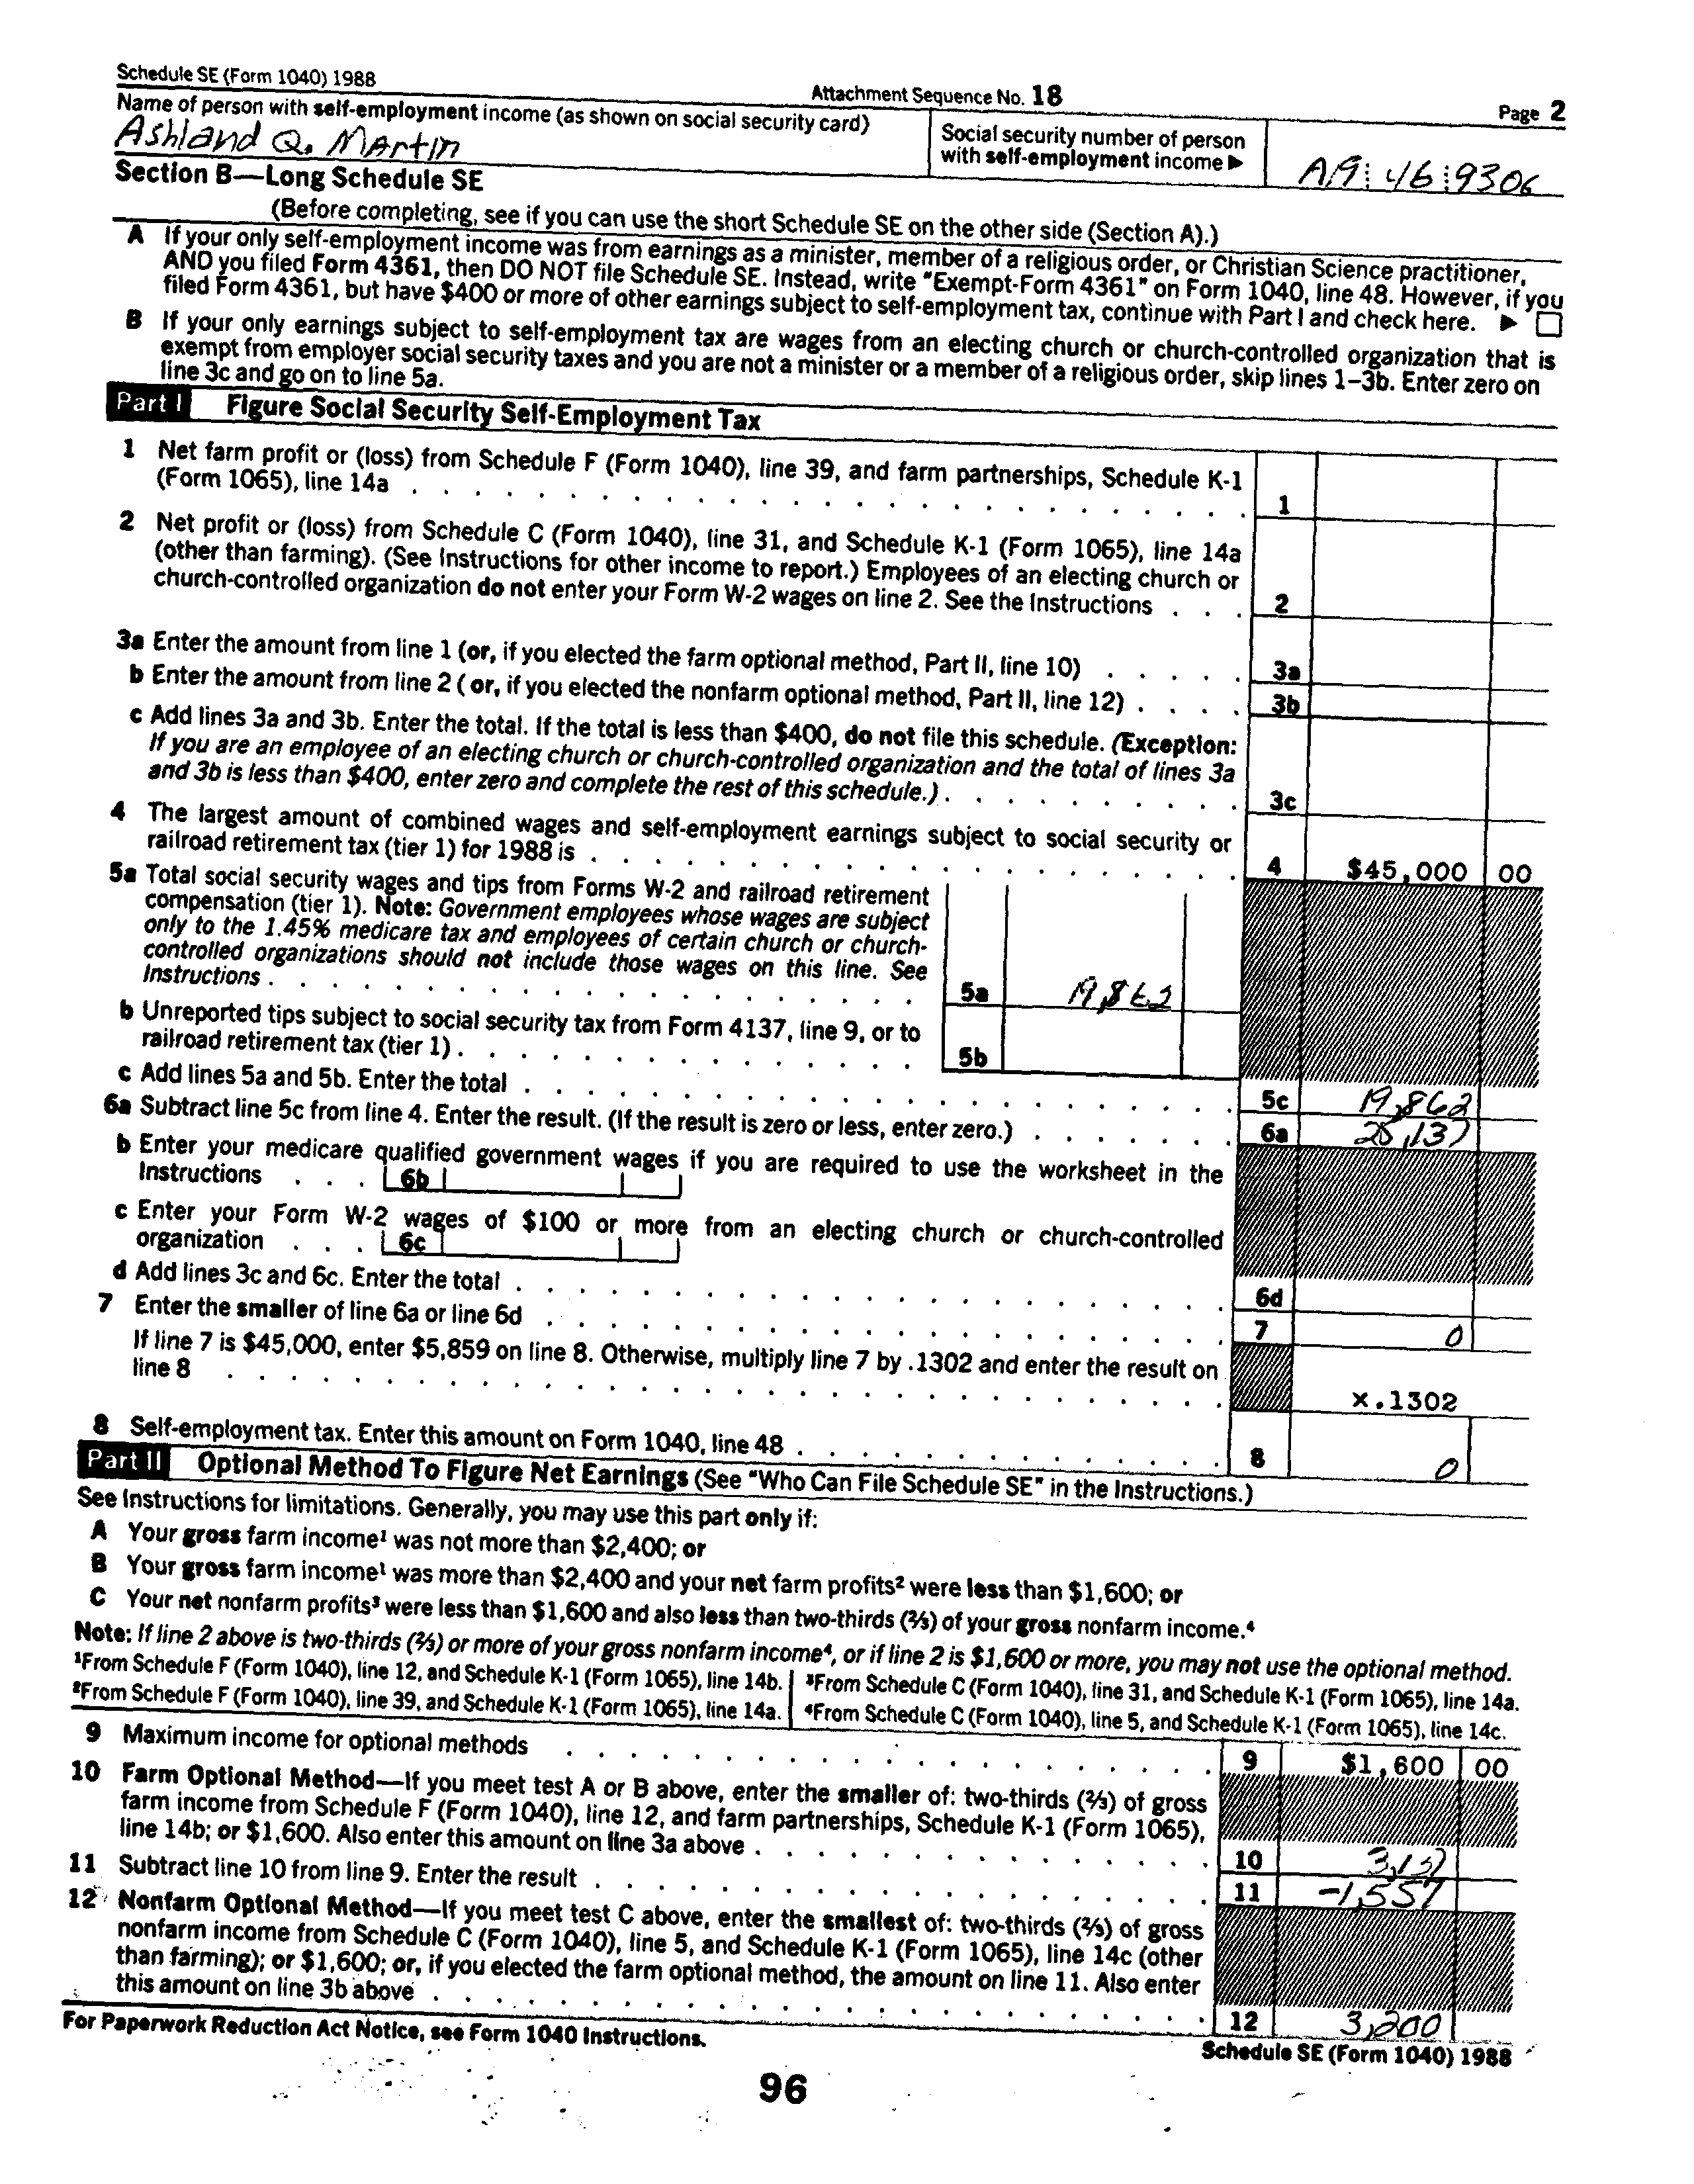 Schedule SE (Form 1040) 1988
Attachment Sequence No. 18
Page 2
Name of person with self-employment income (as shown on social security card)
Ashland Q. Martin
Social security number of person
with self-employment income ▶
46 9306
Section B—Long Schedule SE
(Before completing, see if you can use the short Schedule SE on the other side (Section A).)
A If your only self-employment income was from earnings as a minister, member of a religious order, or Christian Science practitioner,
AND you filed Form 4361, then DO NOT file Schedule SE. Instead, write "Exempt-Form 4361" on Form 1040, line 48. However, if you
filed Form 4361, but have $400 or more of other earnings subject to self-employment tax, continue with Part I and check here. ▶ ☐
B If your only earnings subject to self-employment tax are wages from an electing church or church-controlled organization that is
exempt from employer social security taxes and you are not a minister or a member of a religious order, skip lines 1–3b. Enter zero on
line 3c and go on to line 5a.
Part I Figure Social Security Self-Employment Tax
1 Net farm profit or (loss) from Schedule F (Form 1040), line 39, and farm partnerships, Schedule K-1
(Form 1065), line 14a . . . 1
2 Net profit or (loss) from Schedule C (Form 1040), line 31, and Schedule K-1 (Form 1065), line 14a
(other than farming). (See Instructions for other income to report.) Employees of an electing church or
church-controlled organization do not enter your Form W-2 wages on line 2. See the Instructions . . . 2
3a Enter the amount from line 1 (or, if you elected the farm optional method, Part II, line 10) . . . 3a
b Enter the amount from line 2 ( or, if you elected the nonfarm optional method, Part II, line 12) . . . 3b
c Add lines 3a and 3b. Enter the total. If the total is less than $400, do not file this schedule. (Exception:
If you are an employee of an electing church or church-controlled organization and the total of lines 3a
and 3b is less than $400, enter zero and complete the rest of this schedule.) . . . 3c
4 The largest amount of combined wages and self-employment earnings subject to social security or
railroad retirement tax (tier 1) for 1988 is . . . 4 $45,000 00
5a Total social security wages and tips from Forms W-2 and railroad retirement
compensation (tier 1). Note: Government employees whose wages are subject
only to the 1.45% medicare tax and employees of certain church or church-
controlled organizations should not include those wages on this line. See
Instructions . . . 5a 19,862
b Unreported tips subject to social security tax from Form 4137, line 9, or to
railroad retirement tax (tier 1) . . . 5b
c Add lines 5a and 5b. Enter the total . . . 5c 19,862
6a Subtract line 5c from line 4. Enter the result. (If the result is zero or less, enter zero.) . . . 6a 25,137
b Enter your medicare qualified government wages if you are required to use the worksheet in the
Instructions . . . 6b
c Enter your Form W-2 wages of $100 or more from an electing church or church-controlled
organization . . . 6c
d Add lines 3c and 6c. Enter the total . . . 6d
7 Enter the smaller of line 6a or line 6d . . . 7 0
If line 7 is $45,000, enter $5,859 on line 8. Otherwise, multiply line 7 by .1302 and enter the result on
line 8 . . . x.1302
8 Self-employment tax. Enter this amount on Form 1040, line 48 . . . 8 0
Part II Optional Method To Figure Net Earnings (See "Who Can File Schedule SE" in the Instructions.)
See Instructions for limitations. Generally, you may use this part only if:
A Your gross farm income¹ was not more than $2,400; or
B Your gross farm income¹ was more than $2,400 and your net farm profits² were less than $1,600; or
C Your net nonfarm profits³ were less than $1,600 and also less than two-thirds (⅔) of your gross nonfarm income.⁴
Note: If line 2 above is two-thirds (⅔) or more of your gross nonfarm income⁴, or if line 2 is $1,600 or more, you may not use the optional method.
¹From Schedule F (Form 1040), line 12, and Schedule K-1 (Form 1065), line 14b.
²From Schedule F (Form 1040), line 39, and Schedule K-1 (Form 1065), line 14a.
³From Schedule C (Form 1040), line 31, and Schedule K-1 (Form 1065), line 14a.
⁴From Schedule C (Form 1040), line 5, and Schedule K-1 (Form 1065), line 14c.
9 Maximum income for optional methods . . . 9 $1,600 00
10 Farm Optional Method—If you meet test A or B above, enter the smaller of: two-thirds (⅔) of gross
farm income from Schedule F (Form 1040), line 12, and farm partnerships, Schedule K-1 (Form 1065),
line 14b; or $1,600. Also enter this amount on line 3a above . . . 10 3,157
11 Subtract line 10 from line 9. Enter the result . . . 11 -1,557
12 Nonfarm Optional Method—If you meet test C above, enter the smallest of: two-thirds (⅔) of gross
nonfarm income from Schedule C (Form 1040), line 5, and Schedule K-1 (Form 1065), line 14c (other
than farming); or $1,600; or, if you elected the farm optional method, the amount on line 11. Also enter
this amount on line 3b above . . . 12 3,200
For Paperwork Reduction Act Notice, see Form 1040 Instructions.
Schedule SE (Form 1040) 1988
96